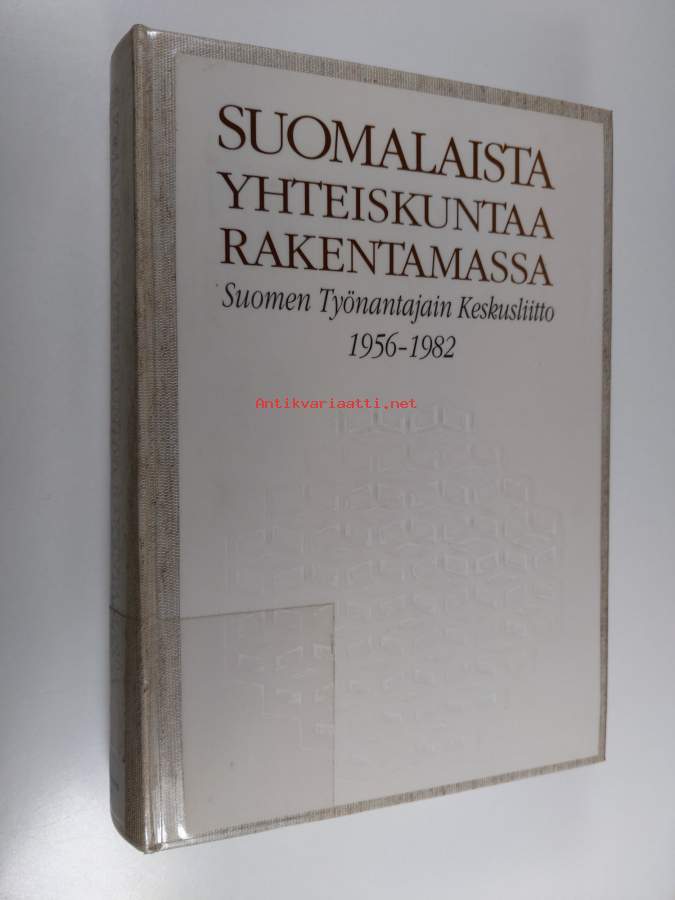 SUOMALAISTA
YHTEISKUNTAA
RAKENTAMASSA
Suomen Työnantajain Keskusliitto
1956-1982
Antikvariaatti.net